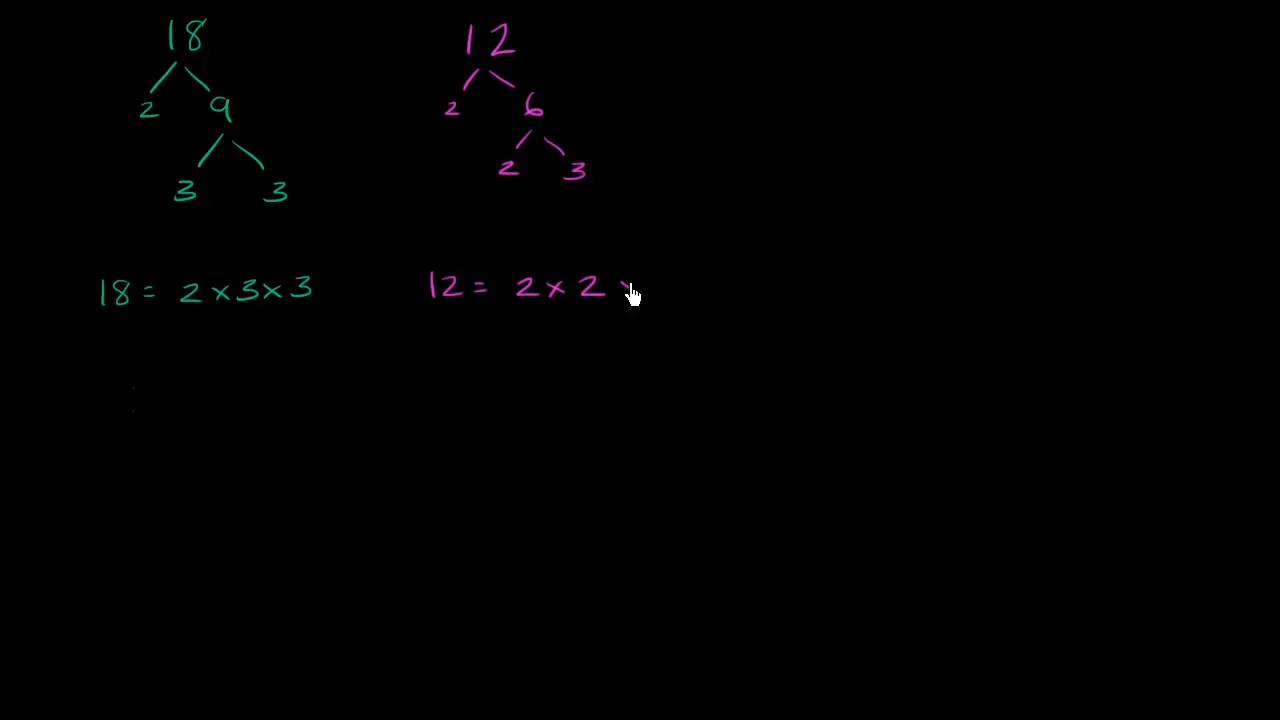 18 12
2 9 2 6
3 3 2 3
18 = 2 × 3 × 3 12 = 2 × 2